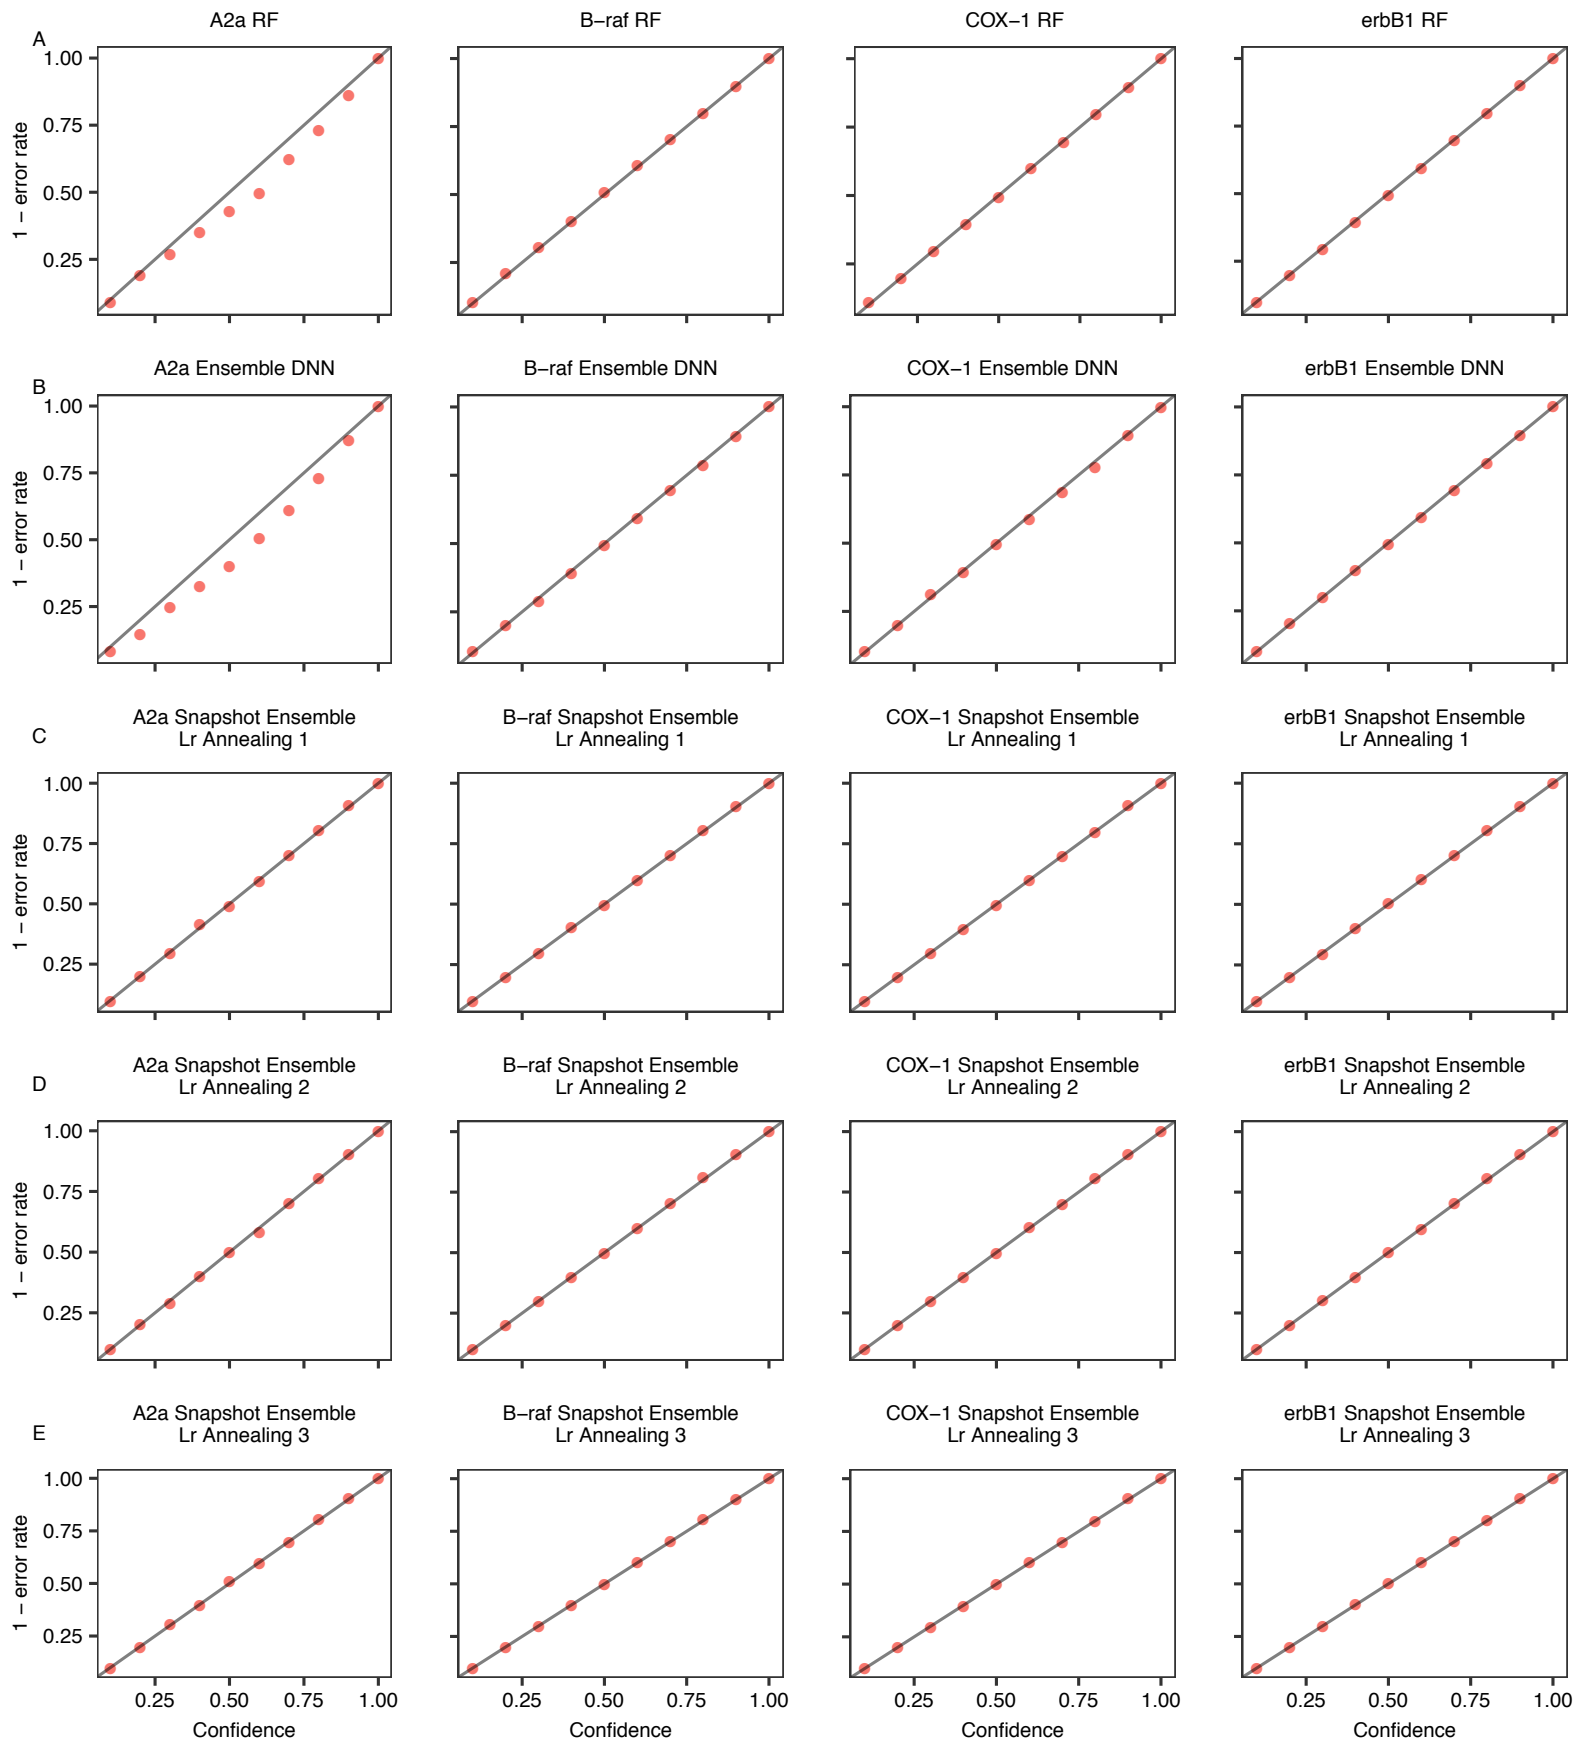 A2a RF
B−raf RF
COX−1 RF
erbB1 RF
A
1.00
0.75
0.50
0.25
1 − error rate
A2a Ensemble DNN
B−raf Ensemble DNN
COX−1 Ensemble DNN
erbB1 Ensemble DNN
B
1.00
0.75
0.50
0.25
1 − error rate
A2a Snapshot Ensemble
Lr Annealing 1
B−raf Snapshot Ensemble
Lr Annealing 1
COX−1 Snapshot Ensemble
Lr Annealing 1
erbB1 Snapshot Ensemble
Lr Annealing 1
C
1.00
0.75
0.50
0.25
1 − error rate
A2a Snapshot Ensemble
Lr Annealing 2
B−raf Snapshot Ensemble
Lr Annealing 2
COX−1 Snapshot Ensemble
Lr Annealing 2
erbB1 Snapshot Ensemble
Lr Annealing 2
D
1.00
0.75
0.50
0.25
1 − error rate
A2a Snapshot Ensemble
Lr Annealing 3
B−raf Snapshot Ensemble
Lr Annealing 3
COX−1 Snapshot Ensemble
Lr Annealing 3
erbB1 Snapshot Ensemble
Lr Annealing 3
E
1.00
0.75
0.50
0.25
1 − error rate
0.25 0.50 0.75 1.00
Confidence
0.25 0.50 0.75 1.00
Confidence
0.25 0.50 0.75 1.00
Confidence
0.25 0.50 0.75 1.00
Confidence